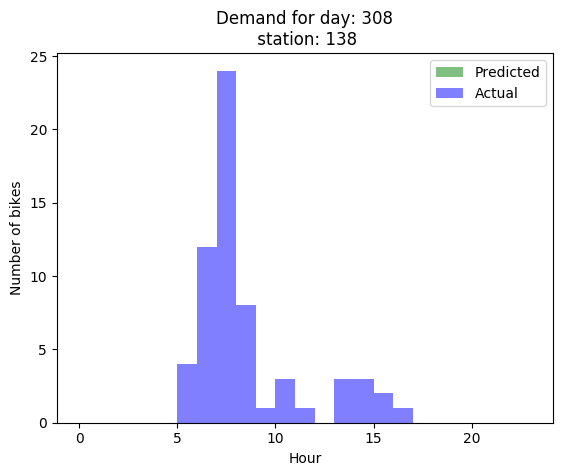 Demand for day: 308
station: 138
Predicted
Actual
Number of bikes
25
20
15
10
5
0
0 5 10 15 20
Hour